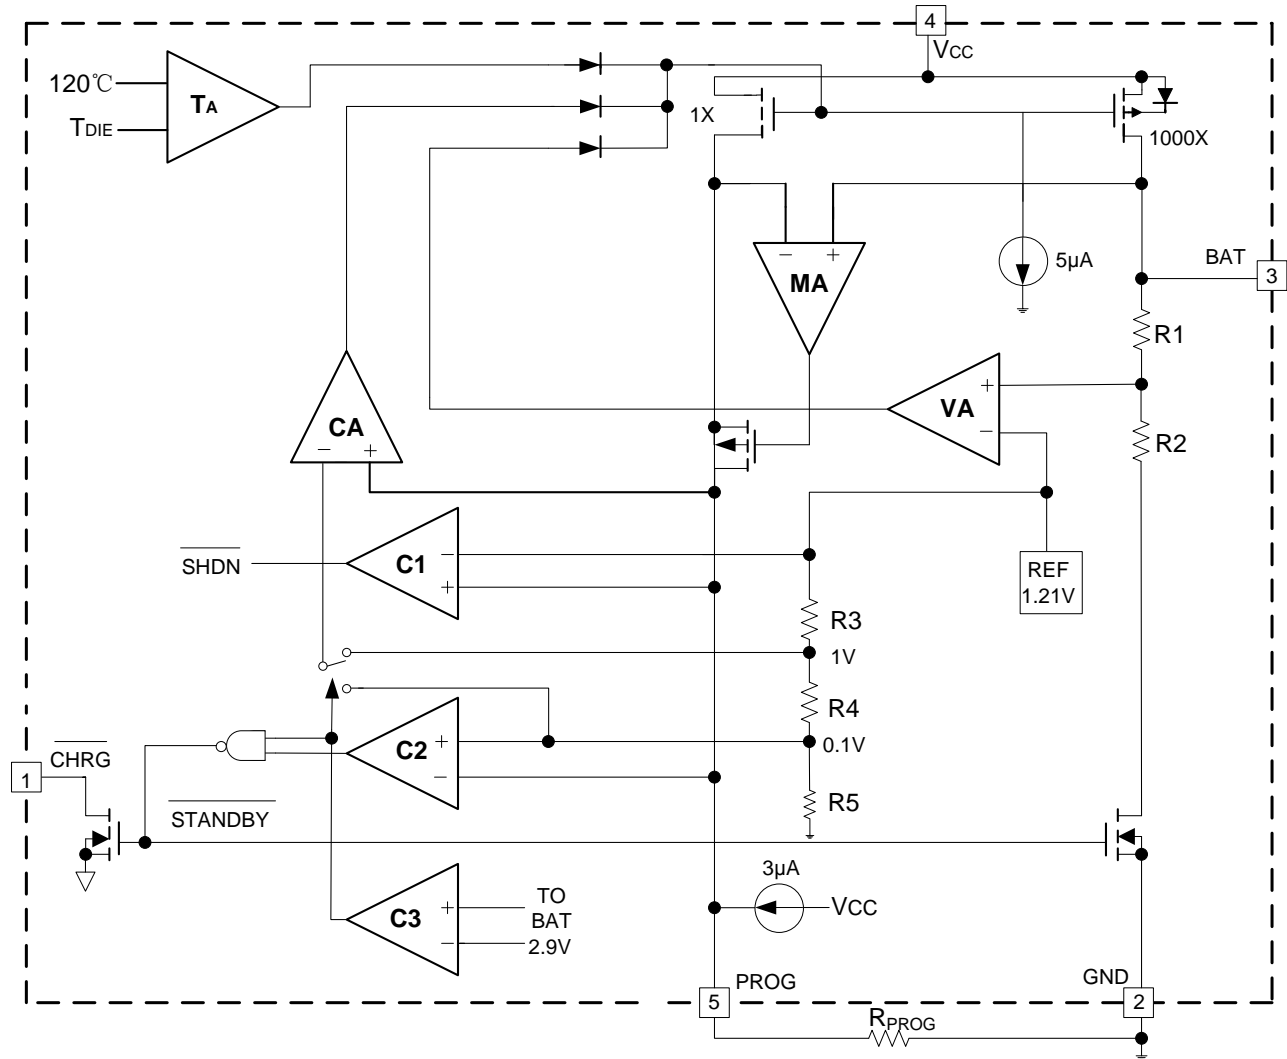 4
VCC
120℃
TA
TDIE
1X
1000X
− +
MA
5µA
BAT
3
R1
+
VA
−
R2
CA
− +
SHDN
C1
−
+
REF
1.21V
R3
1V
R4
0.1V
R5
CHRG
1
C2
+
−
STANDBY
3µA
VCC
C3
+
−
TO
BAT
2.9V
PROG
5
GND
2
RPROG